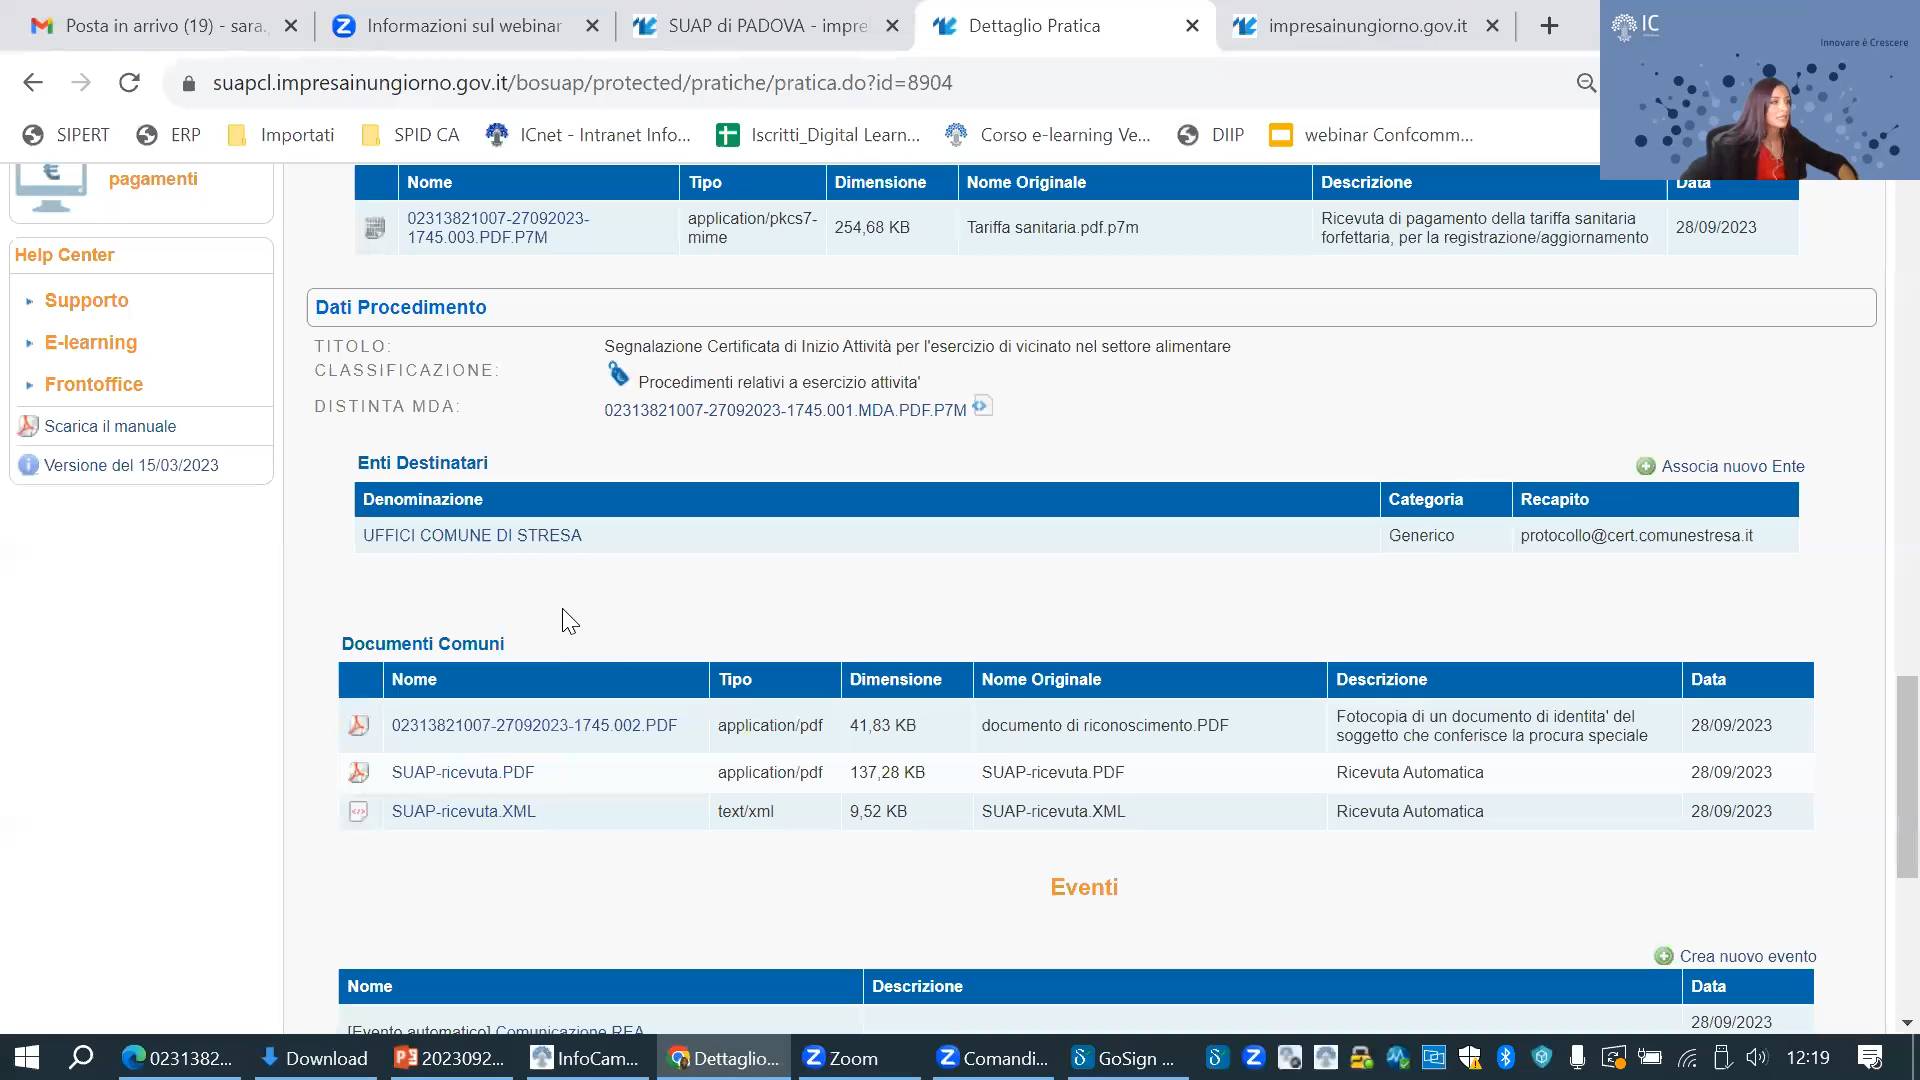 Posta in arrivo (19) - sara.
Informazioni sul webinar
SUAP di PADOVA - impre
Dettaglio Pratica
impresainungiorno.gov.it
IC
Innovare è Crescere
suapcl.impresainungiorno.gov.it/bosuap/protected/pratiche/pratica.do?id=8904
SIPERT
ERP
Importati
SPID CA
ICnet - Intranet Info...
Iscritti_Digital Learn...
Corso e-learning Ve...
DIIP
webinar Confcomm...
pagamenti
Help Center
Supporto
E-learning
Frontoffice
Scarica il manuale
Versione del 15/03/2023
Nome Tipo Dimensione Nome Originale Descrizione Data
02313821007-27092023-
1745.003.PDF.P7M
application/pkcs7-
mime
254,68 KB
Tariffa sanitaria.pdf.p7m
Ricevuta di pagamento della tariffa sanitaria
forfettaria, per la registrazione/aggiornamento
28/09/2023
Dati Procedimento
TITOLO: Segnalazione Certificata di Inizio Attività per l'esercizio di vicinato nel settore alimentare
CLASSIFICAZIONE: Procedimenti relativi a esercizio attivita'
DISTINTA MDA: 02313821007-27092023-1745.001.MDA.PDF.P7M
Enti Destinatari
Associa nuovo Ente
Denominazione Categoria Recapito
UFFICI COMUNE DI STRESA Generico protocollo@cert.comunestresa.it
Documenti Comuni
Nome Tipo Dimensione Nome Originale Descrizione Data
02313821007-27092023-1745.002.PDF application/pdf 41,83 KB documento di riconoscimento.PDF
Fotocopia di un documento di identita' del
soggetto che conferisce la procura speciale
28/09/2023
SUAP-ricevuta.PDF application/pdf 137,28 KB SUAP-ricevuta.PDF Ricevuta Automatica 28/09/2023
SUAP-ricevuta.XML text/xml 9,52 KB SUAP-ricevuta.XML Ricevuta Automatica 28/09/2023
Eventi
Crea nuovo evento
Nome Descrizione Data
28/09/2023
[Evento automatico] Comunicazione REA
0231382...
Download
2023092...
InfoCam...
Dettaglio...
Zoom
Comandi...
GoSign ...
12:19